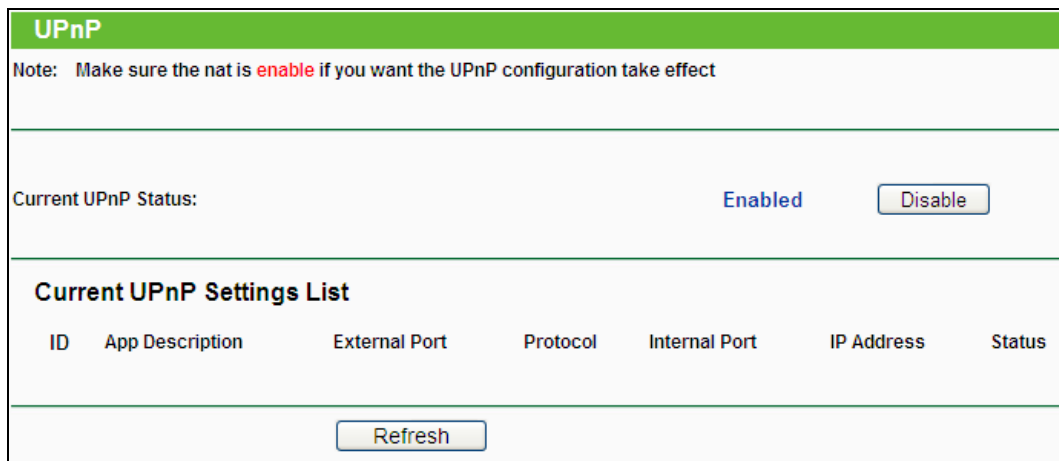 UPnP
Note: Make sure the nat is enable if you want the UPnP configuration take effect
Current UPnP Status: Enabled Disable
Current UPnP Settings List
ID App Description External Port Protocol Internal Port IP Address Status
Refresh